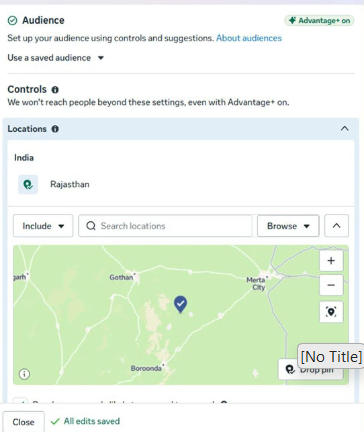 Audience
Advantage+ on
Set up your audience using controls and suggestions. About audiences
Use a saved audience
Controls
We won't reach people beyond these settings, even with Advantage+ on.
Locations
India
Rajasthan
Include
Search locations
Browse
garh
Gothan
Merta
City
Boroonda
[No Title]
Drop pin
Close
All edits saved